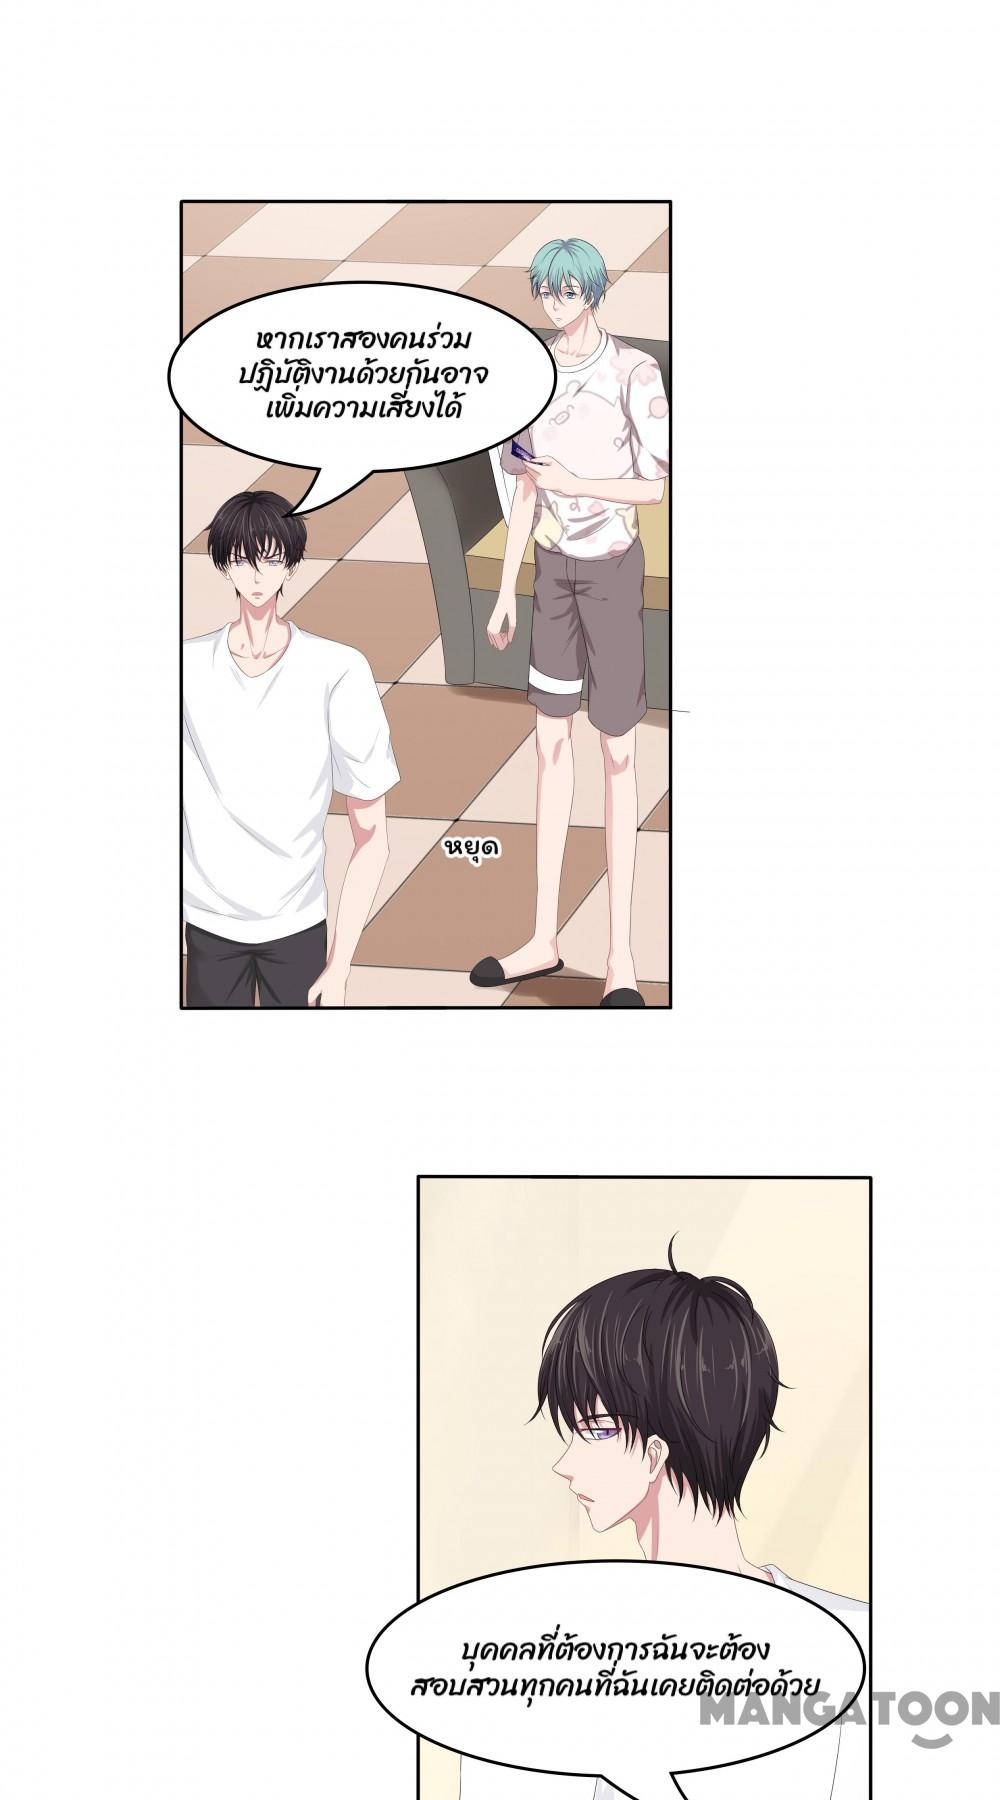 หากเราสองคนร่วม
ปฏิบัติงานด้วยกันอาจ
เพิ่มความเสี่ยงได้
หยุด
บุคคลที่ต้องการฉันจะต้อง
สอบสวนทุกคนที่ฉันเคยติดต่อด้วย
MANGATOON